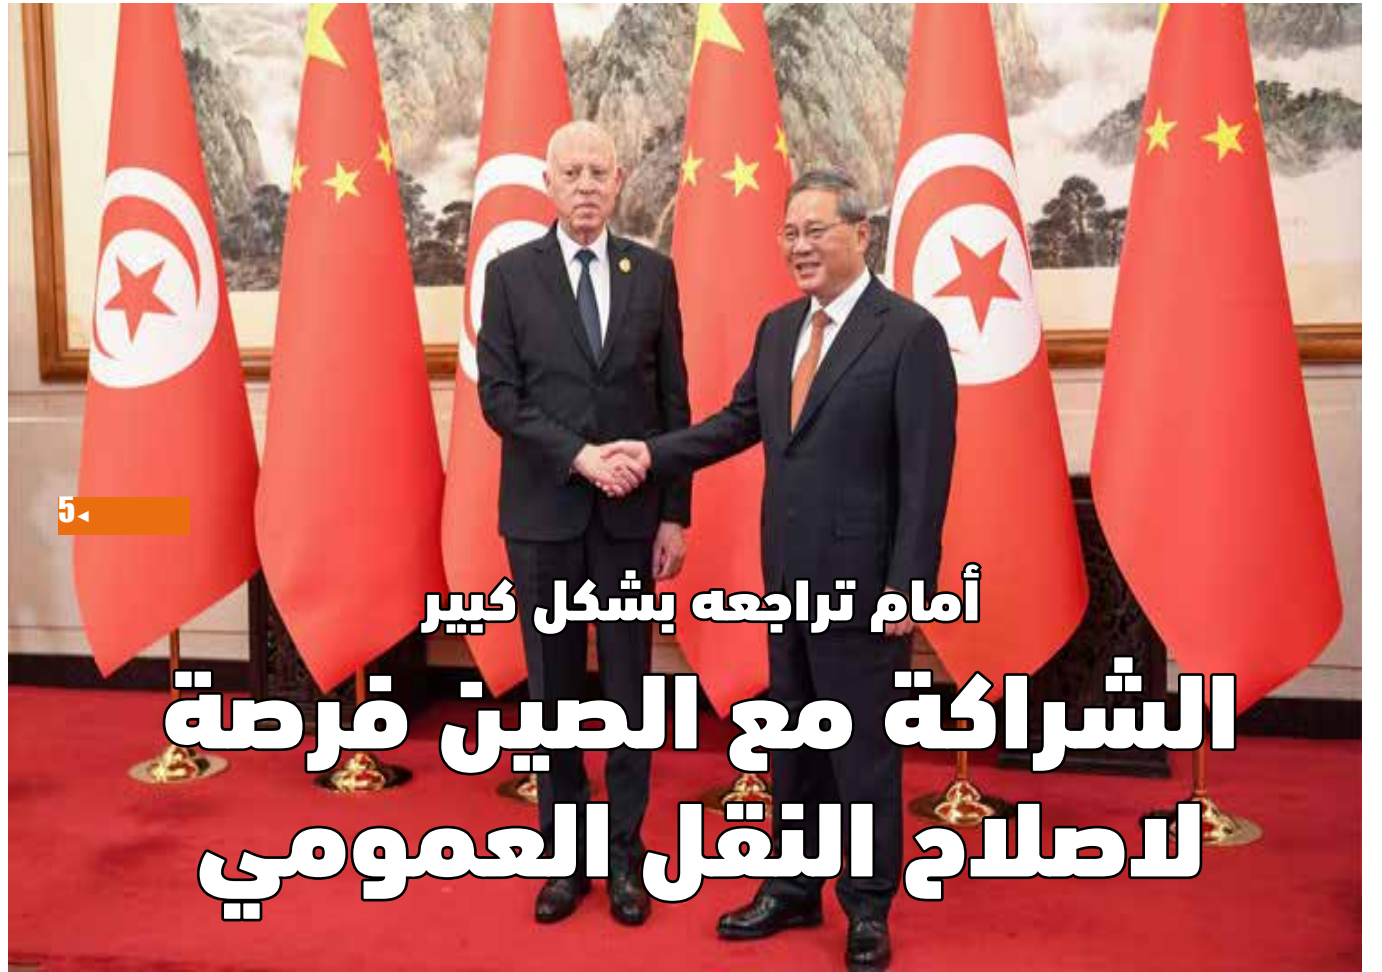 5
أمام تراجعه بشكل كبير
الشراكة مع الصين فرصة
لاصلاح النقل العمومي